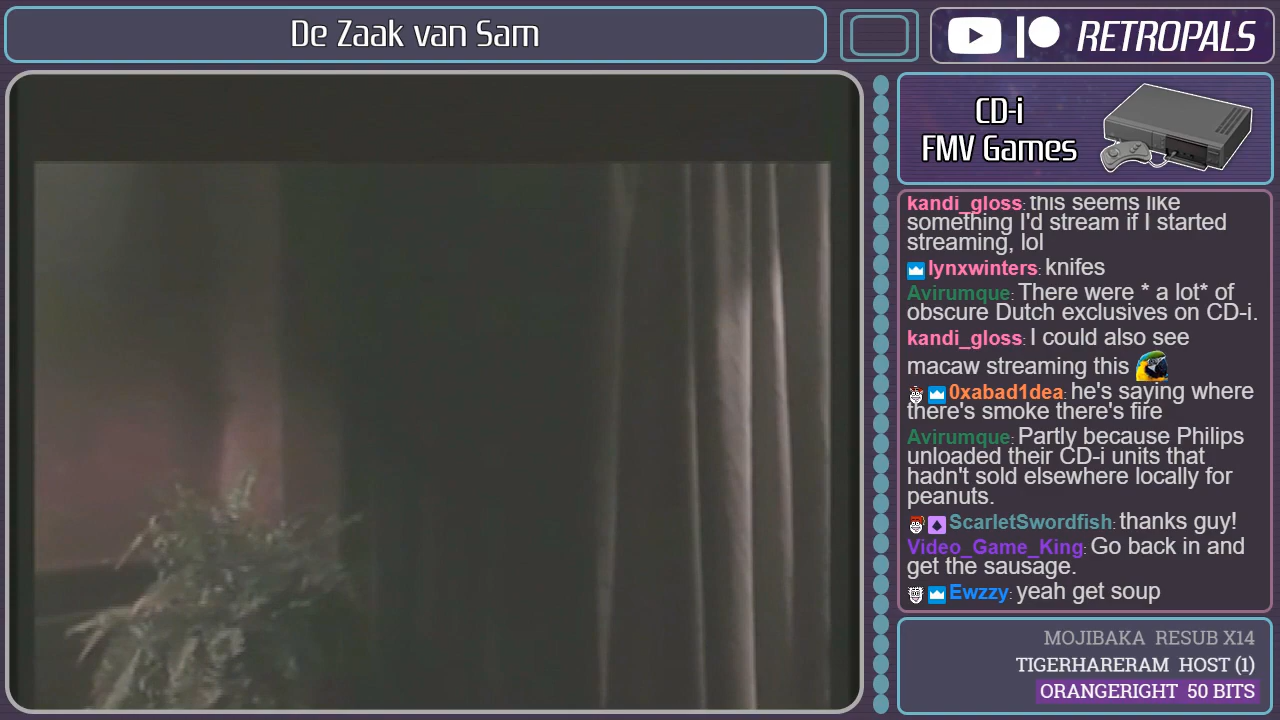 De Zaak van Sam
RETROPALS
CD-i
FMV Games
kandi_gloss: this seems like
something I'd stream if I started
streaming, lol
lynxwinters: knifes
Avirumque: There were * a lot* of
obscure Dutch exclusives on CD-i.
kandi_gloss: I could also see
macaw streaming this
0xabad1dea: he's saying where
there's smoke there's fire
Avirumque: Partly because Philips
unloaded their CD-i units that
hadn't sold elsewhere locally for
peanuts.
ScarletSwordfish: thanks guy!
Video_Game_King: Go back in and
get the sausage.
Ewzzy: yeah get soup
MOJIBAKA RESUB X14
TIGERHARERAM HOST (1)
ORANGERIGHT 50 BITS